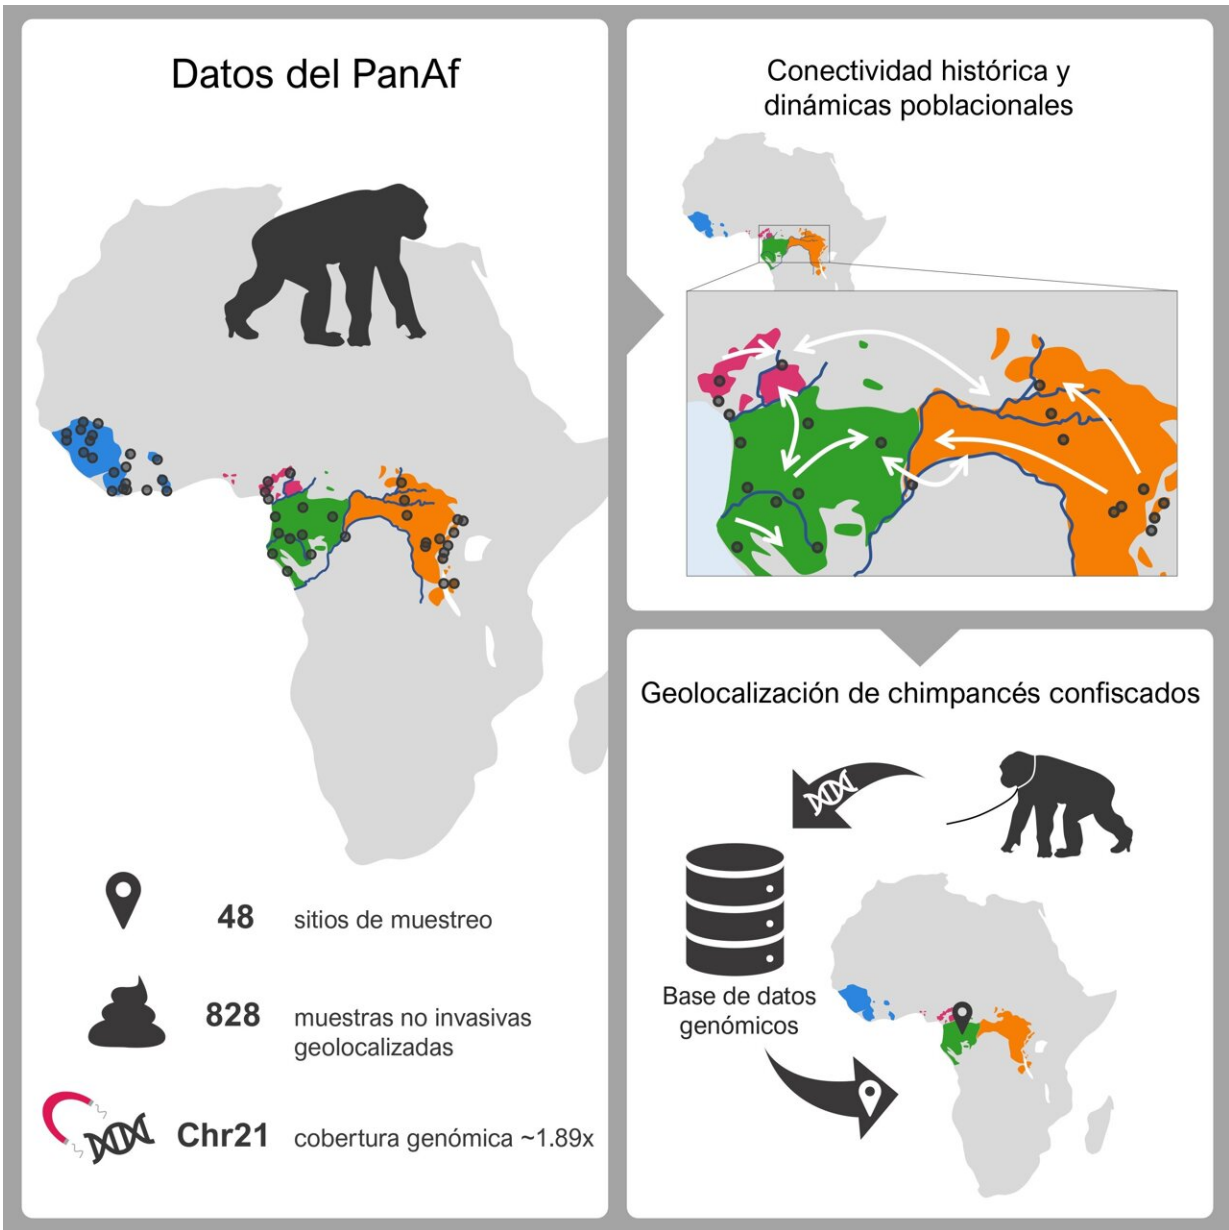 Datos del PanAf
48 sitios de muestreo
828 muestras no invasivas
geolocalizadas
Chr21 cobertura genómica ~1.89x
Conectividad histórica y
dinámicas poblacionales
Geolocalización de chimpancés confiscados
Base de datos
genómicos